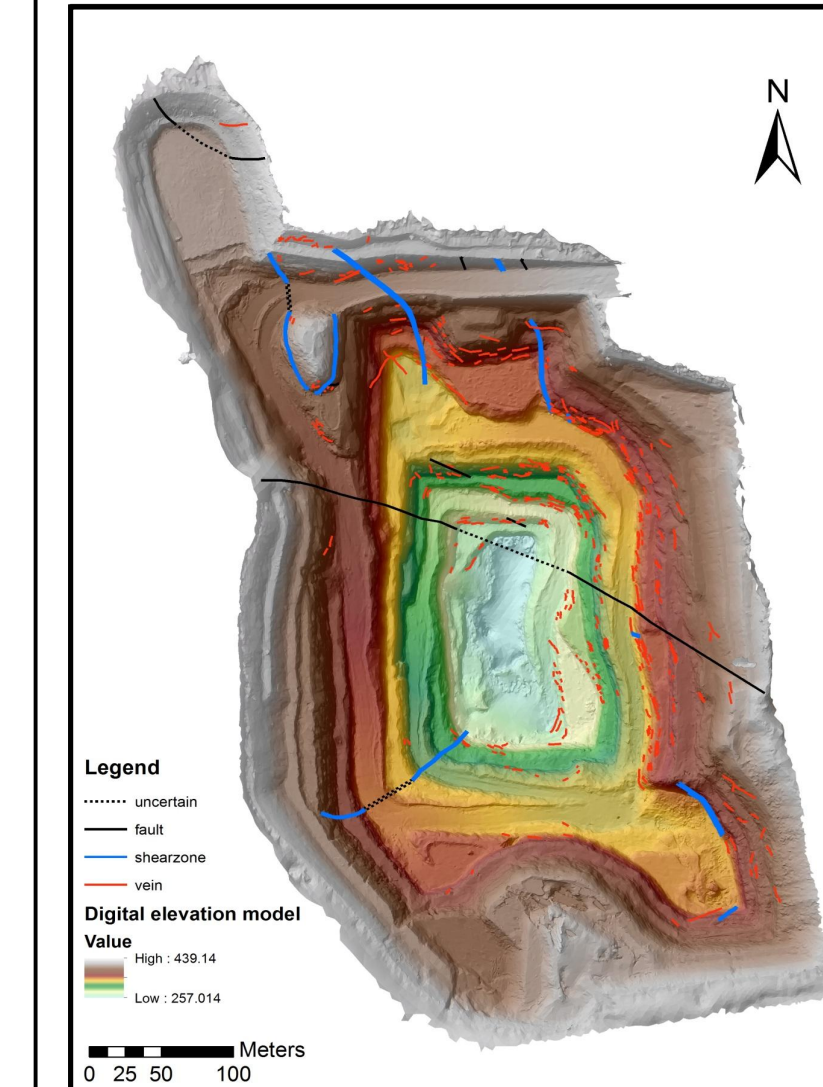 N
Legend
uncertain
fault
shearzone
vein
Digital elevation model
Value
High : 439.14
Low : 257.014
Meters
0 25 50 100